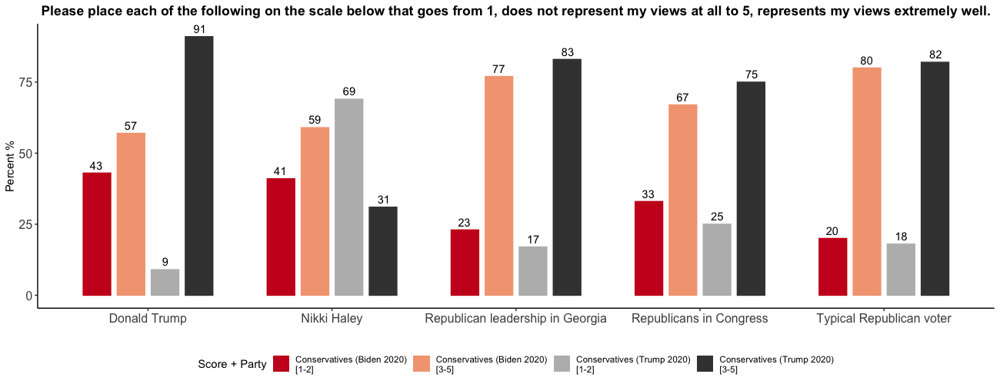 Please place each of the following on the scale below that goes from 1, does not represent my views at all to 5, represents my views extremely well.
Percent %
75
50
25
0
43
57
9
91
41
59
69
31
23
77
17
83
33
67
25
75
20
80
18
82
Donald Trump
Nikki Haley
Republican leadership in Georgia
Republicans in Congress
Typical Republican voter
Score + Party
Conservatives (Biden 2020)
[1-2]
Conservatives (Biden 2020)
[3-5]
Conservatives (Trump 2020)
[1-2]
Conservatives (Trump 2020)
[3-5]